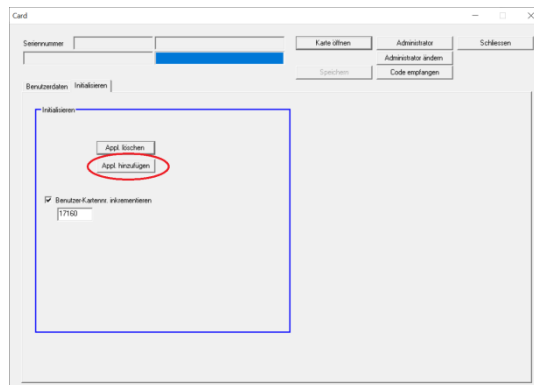 Card
Seriennummer
Karte öffnen
Administrator
Schliessen
Administrator ändern
Speichern
Code empfangen
Benutzerdaten
Initialisieren
Initialisieren
Appl. löschen
Appl. hinzufügen
Benutzer-Kartennr. inkrementieren
17160